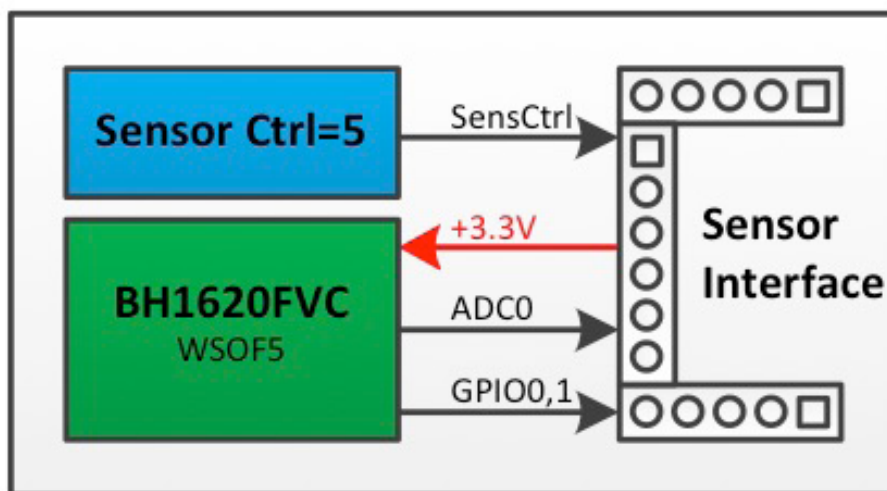 Sensor Ctrl=5
SensCtrl
+3.3V
BH1620FVC
WSOF5
ADC0
GPIO0,1
Sensor
Interface